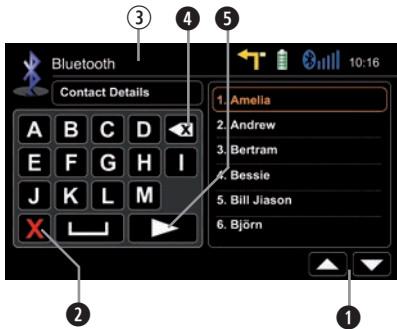 3 4 5
Bluetooth 10:16
Contact Details
1. Amelia
2. Andrew
3. Bertram
4. Bessie
5. Bill Jiason
6. Björn
A B C D
E F G H I
J K L M
X
2 1